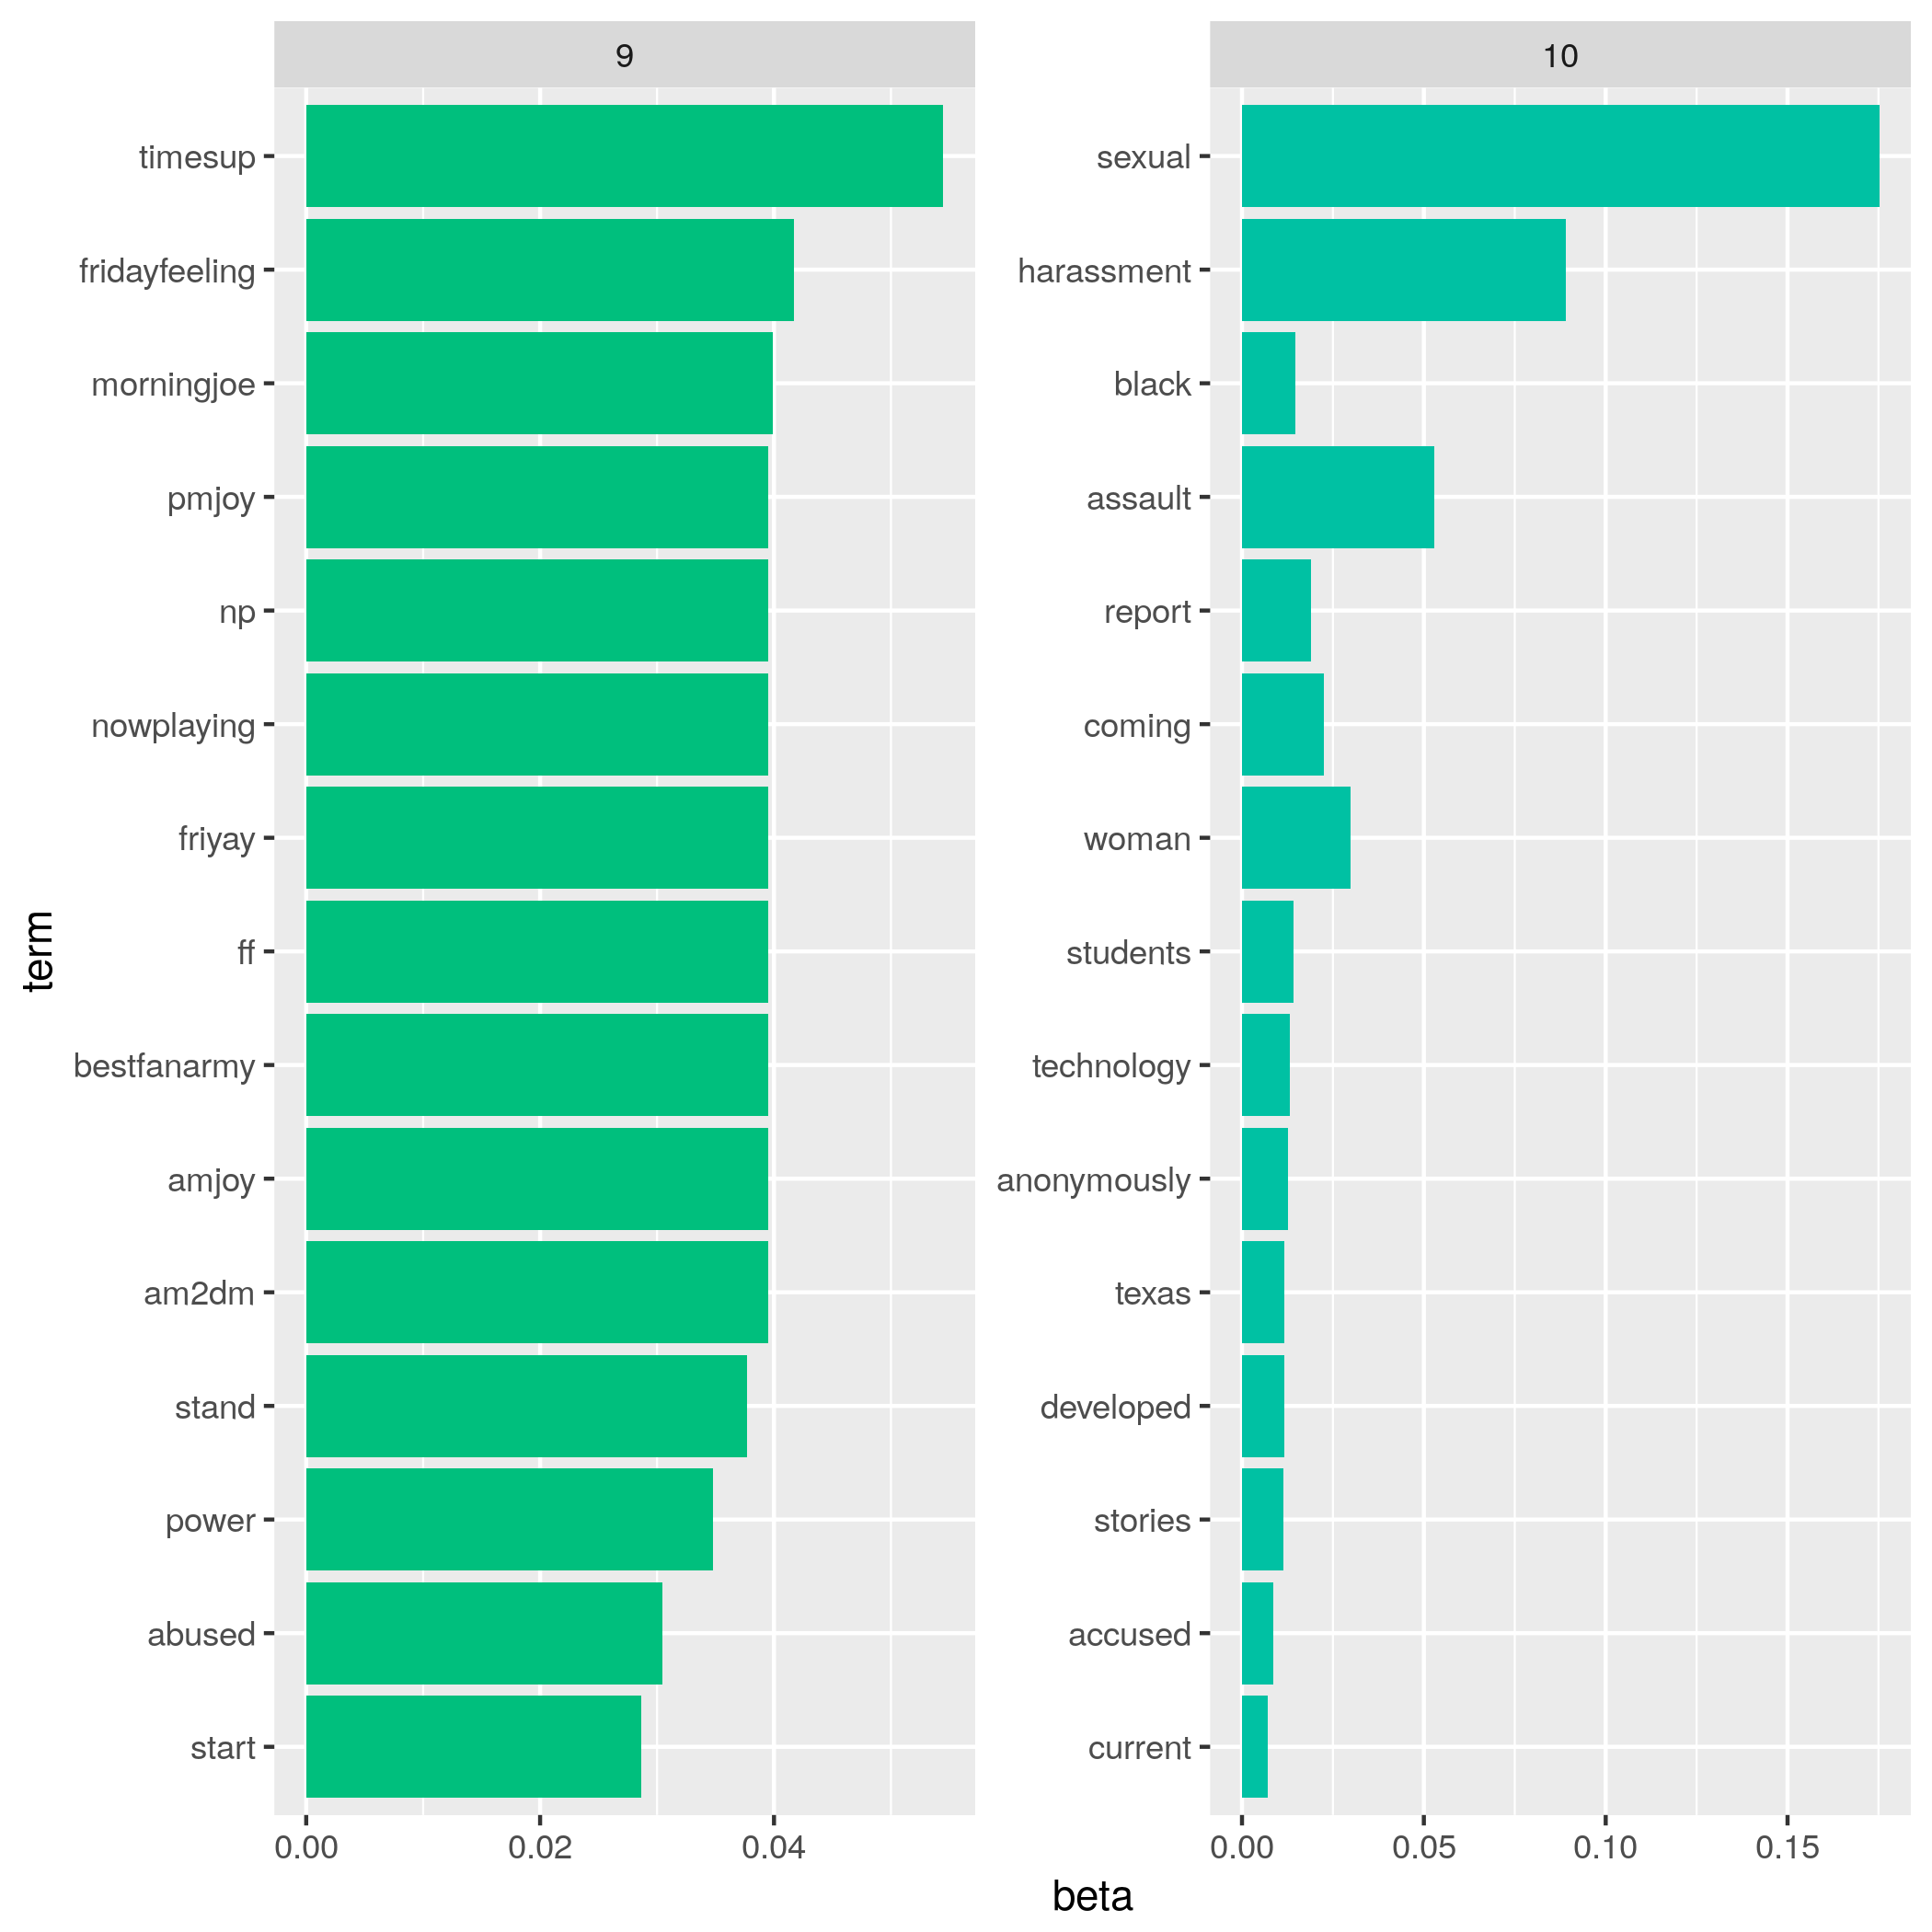 9
timesup
fridayfeeling
morningjoe
pmjoy
np
nowplaying
friyay
ff
bestfanarmy
amjoy
am2dm
stand
power
abused
start
0.00 0.02 0.04
10
sexual
harassment
black
assault
report
coming
woman
students
technology
anonymously
texas
developed
stories
accused
current
0.00 0.05 0.10 0.15
term
beta